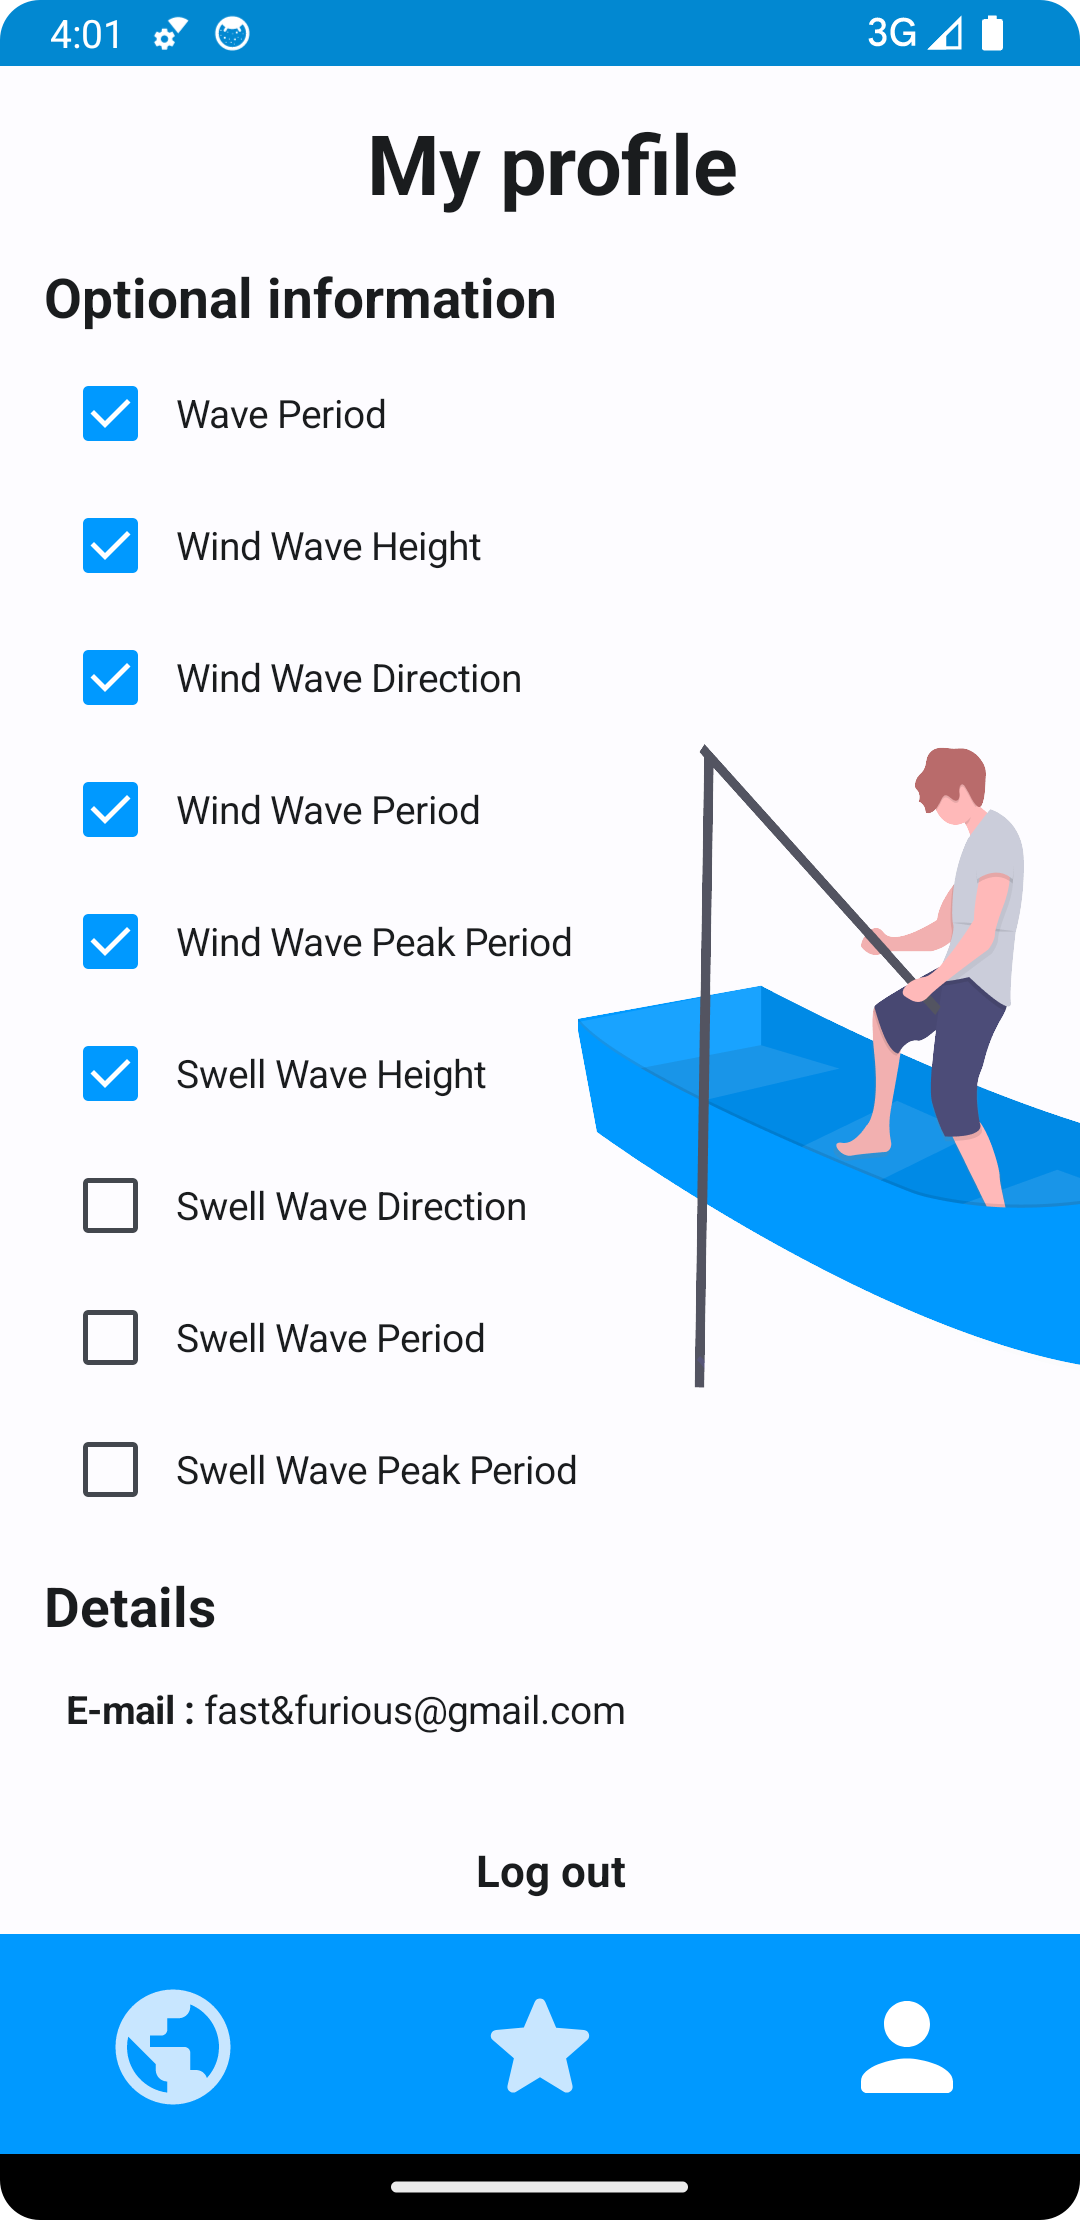 4:01 3G
My profile
Optional information
Wave Period
Wind Wave Height
Wind Wave Direction
Wind Wave Period
Wind Wave Peak Period
Swell Wave Height
Swell Wave Direction
Swell Wave Period
Swell Wave Peak Period
Details
E-mail : fast&furious@gmail.com
Log out